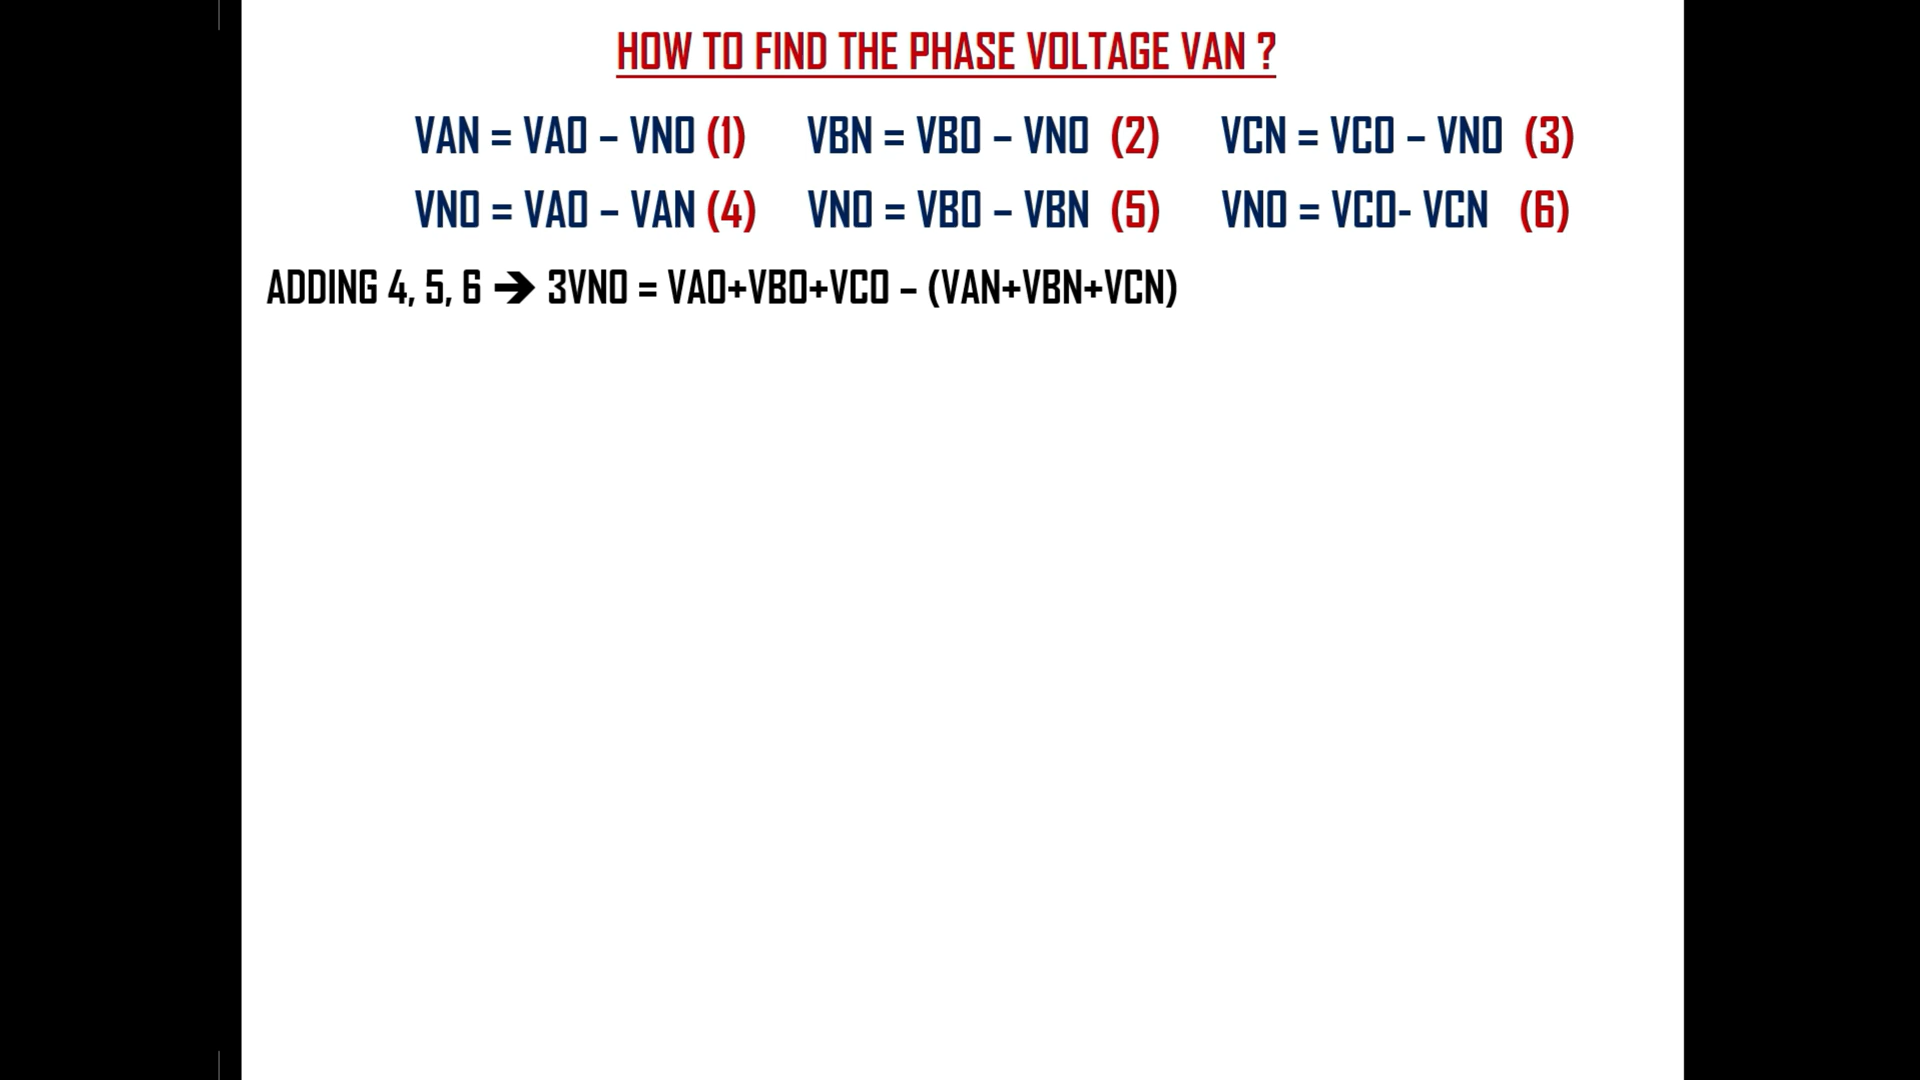 HOW TO FIND THE PHASE VOLTAGE VAN ?
VAN = VAO – VNO (1) VBN = VBO – VNO (2) VCN = VCO – VNO (3)
VNO = VAO – VAN (4) VNO = VBO – VBN (5) VNO = VCO- VCN (6)
ADDING 4, 5, 6 ➔ 3VNO = VAO+VBO+VCO – (VAN+VBN+VCN)